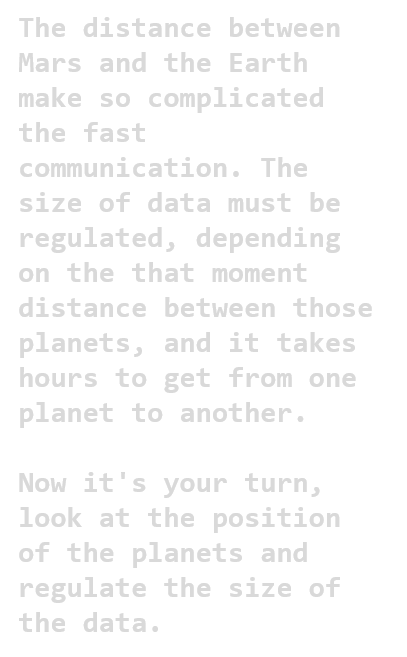 The distance between
Mars and the Earth
make so complicated
the fast
communication. The
size of data must be
regulated, depending
on the that moment
distance between those
planets, and it takes
hours to get from one
planet to another.

Now it's your turn,
look at the position
of the planets and
regulate the size of
the data.